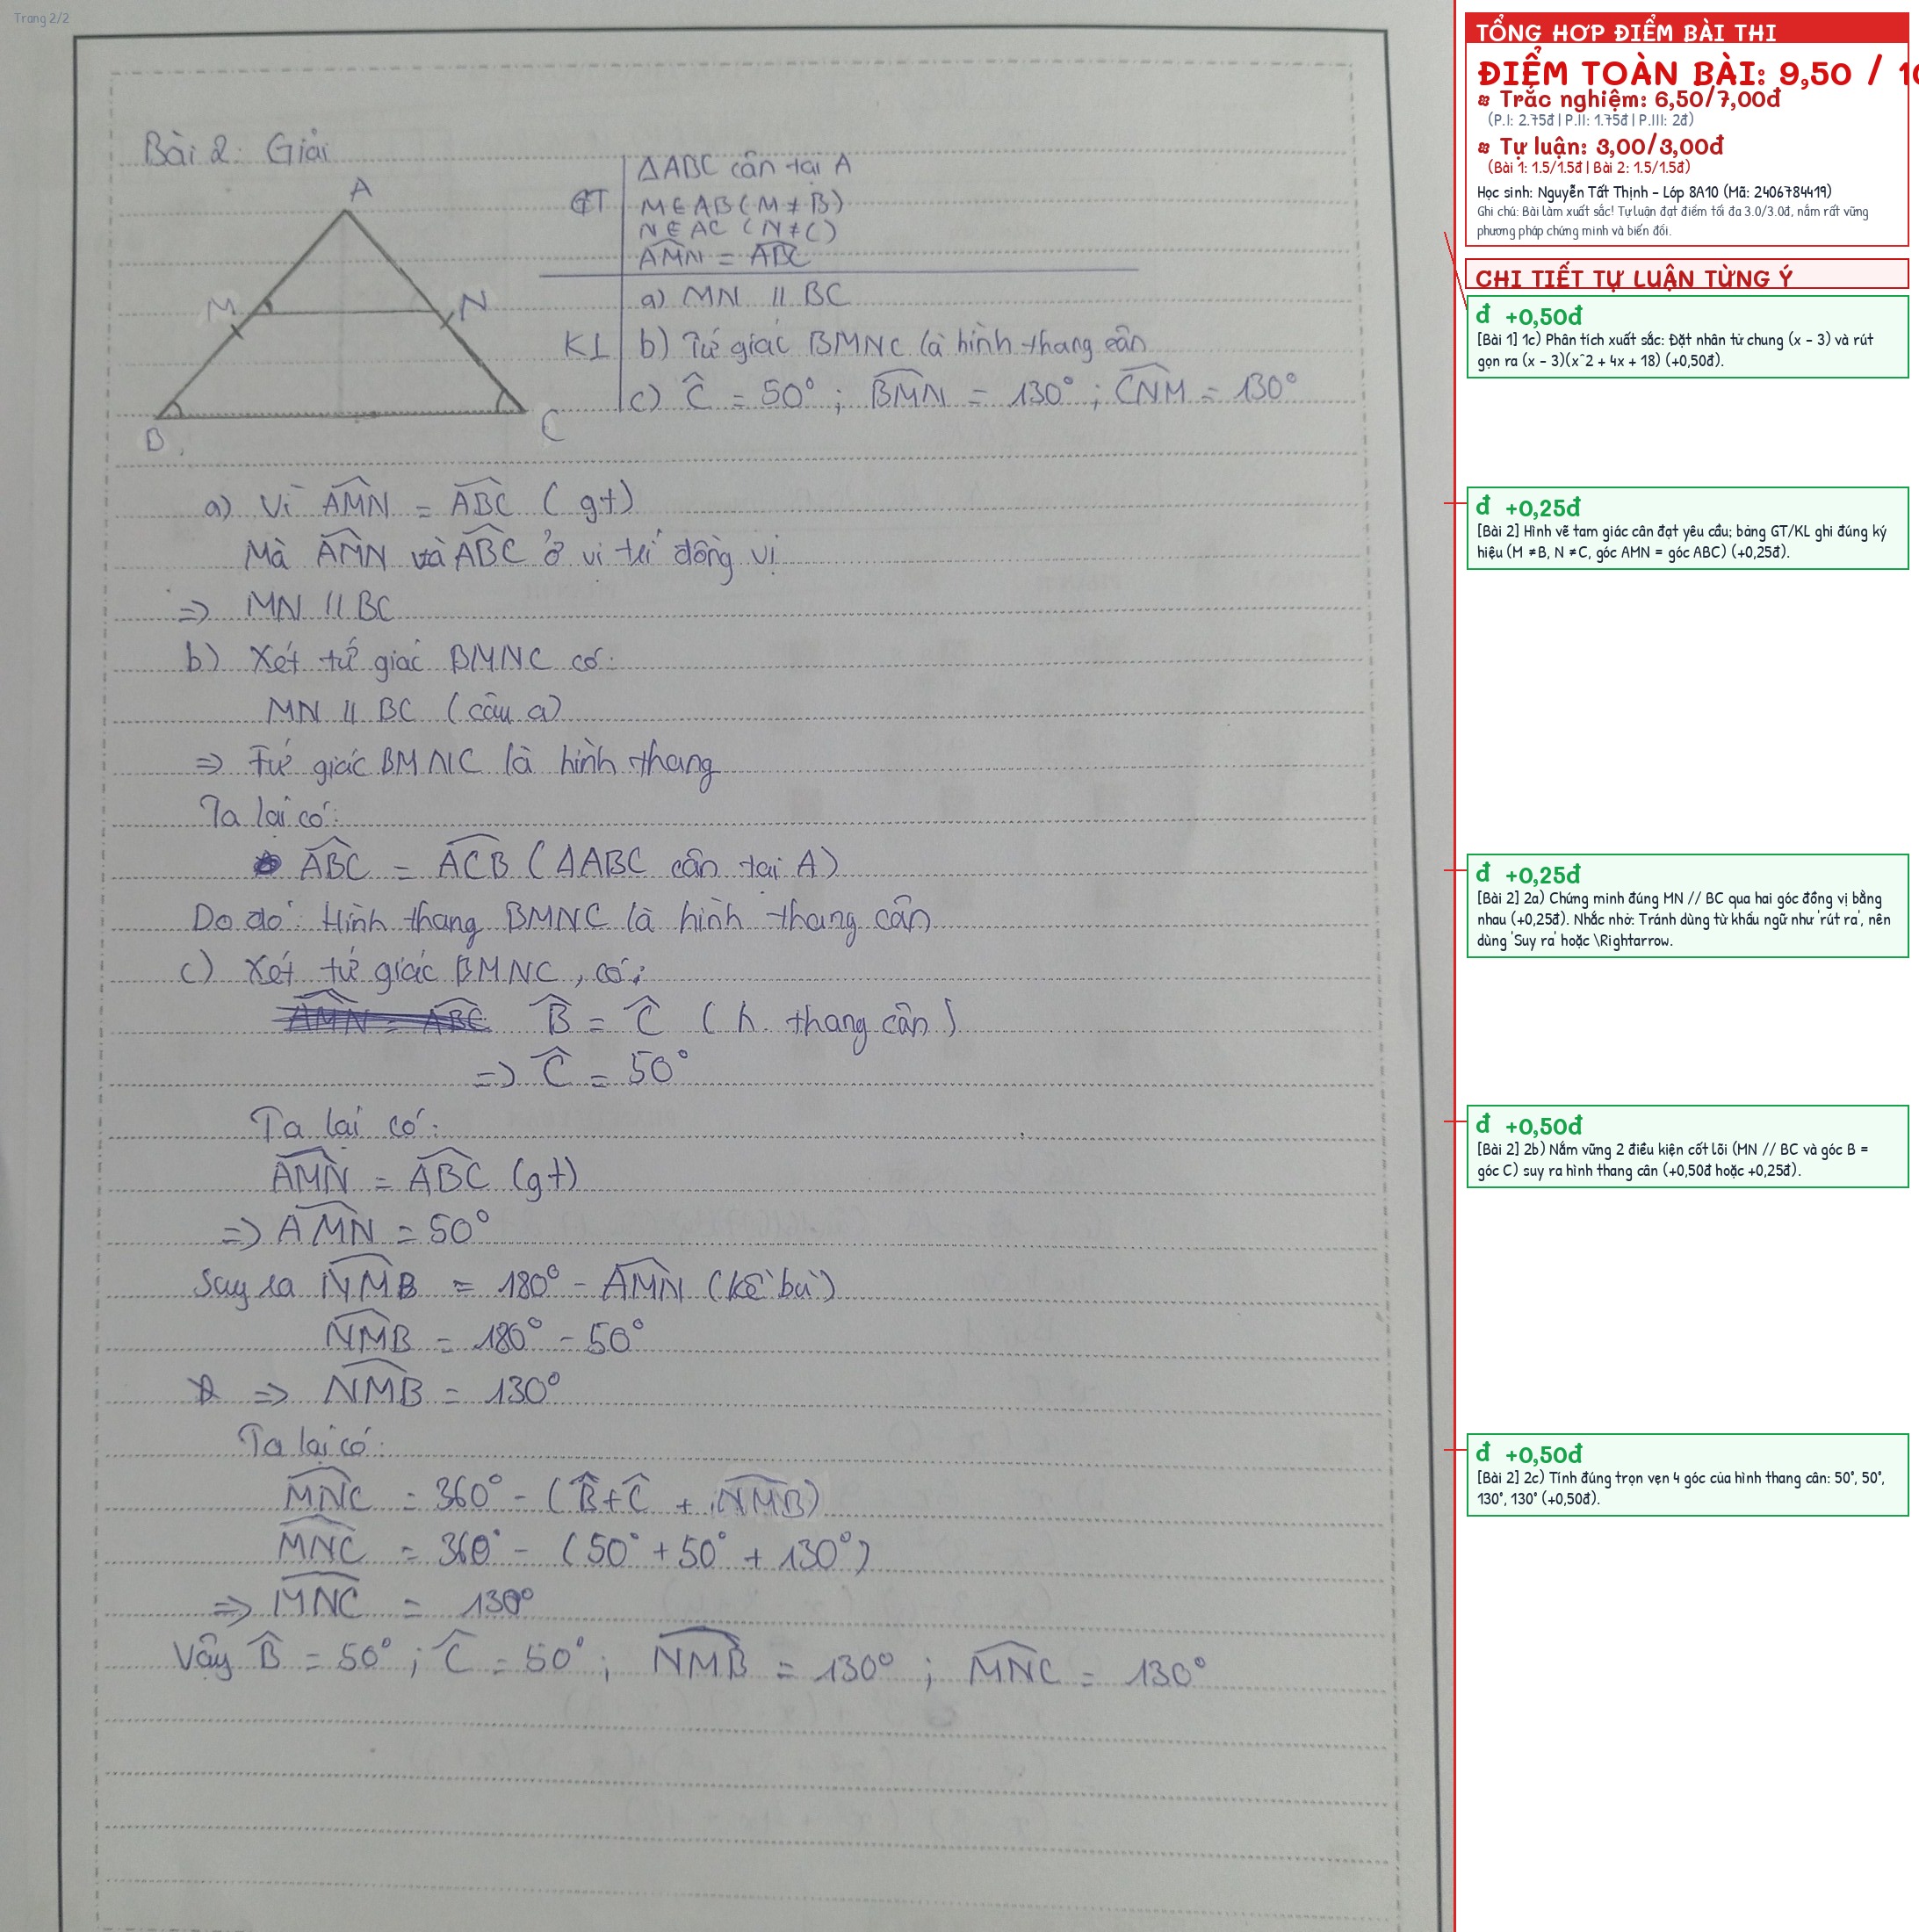 Trang 2/2
Bài 2: Giải
A
M
N
B
C
GT
ΔABC cân tại A
M ∈ AB (M ≠ B)
N ∈ AC (N ≠ C)
AMN = ABC
KL
a) MN // BC
b) Tứ giác BMNC là hình thang cân
c) Ĉ = 50°; BMN = 130°; CNM = 130°
a) Vì AMN = ABC (gt)
Mà AMN và ABC ở vị trí đồng vị
=> MN // BC
b) Xét tứ giác BMNC có:
MN // BC (câu a)
=> Tứ giác BMNC là hình thang
Ta lại có:
ABC = ACB (ΔABC cân tại A)
Do đó: Hình thang BMNC là hình thang cân
c) Xét tứ giác BMNC, có:
AMN = ABC B̂ = Ĉ (h. thang cân)
=> Ĉ = 50°
Ta lại có:
AMN = ABC (gt)
=> AMN = 50°
Suy ra NMB = 180° - AMN (kề bù)
NMB = 180° - 50°
=> NMB = 130°
Ta lại có:
MNC = 360° - (B̂ + Ĉ + NMB)
MNC = 360° - (50° + 50° + 130°)
=> MNC = 130°
Vậy B̂ = 50°; Ĉ = 50°; NMB = 130°; MNC = 130°
TỔNG HỢP ĐIỂM BÀI THI
ĐIỂM TOÀN BÀI: 9,50 / 10
Trắc nghiệm: 6,50/7,00đ
(P.I: 2.75đ | P.II: 1.75đ | P.III: 2đ)
Tự luận: 3,00/3,00đ
(Bài 1: 1.5/1.5đ | Bài 2: 1.5/1.5đ)
Học sinh: Nguyễn Tất Thịnh - Lớp 8A10 (Mã: 2406784419)
Ghi chú: Bài làm xuất sắc! Tự luận đạt điểm tối đa 3.0/3.0đ, nắm rất vững
phương pháp chứng minh và biến đổi.
CHI TIẾT TỰ LUẬN TỪNG Ý
đ +0,50đ
[Bài 1] 1c) Phân tích xuất sắc: Đặt nhân tử chung (x - 3) và rút
gọn ra (x - 3)(x^2 + 4x + 18) (+0,50đ).
đ +0,25đ
[Bài 2] Hình vẽ tam giác cân đạt yêu cầu; bảng GT/KL ghi đúng ký
hiệu (M ≠B, N ≠C, góc AMN = góc ABC) (+0,25đ).
đ +0,25đ
[Bài 2] 2a) Chứng minh đúng MN // BC qua hai góc đồng vị bằng
nhau (+0,25đ). Nhắc nhở: Tránh dùng từ khẩu ngữ như 'rút ra', nên
dùng 'Suy ra' hoặc \Rightarrow.
đ +0,50đ
[Bài 2] 2b) Nắm vững 2 điều kiện cốt lõi (MN // BC và góc B =
góc C) suy ra hình thang cân (+0,50đ hoặc +0,25đ).
đ +0,50đ
[Bài 2] 2c) Tính đúng trọn vẹn 4 góc của hình thang cân: 50°, 50°,
130°, 130° (+0,50đ).